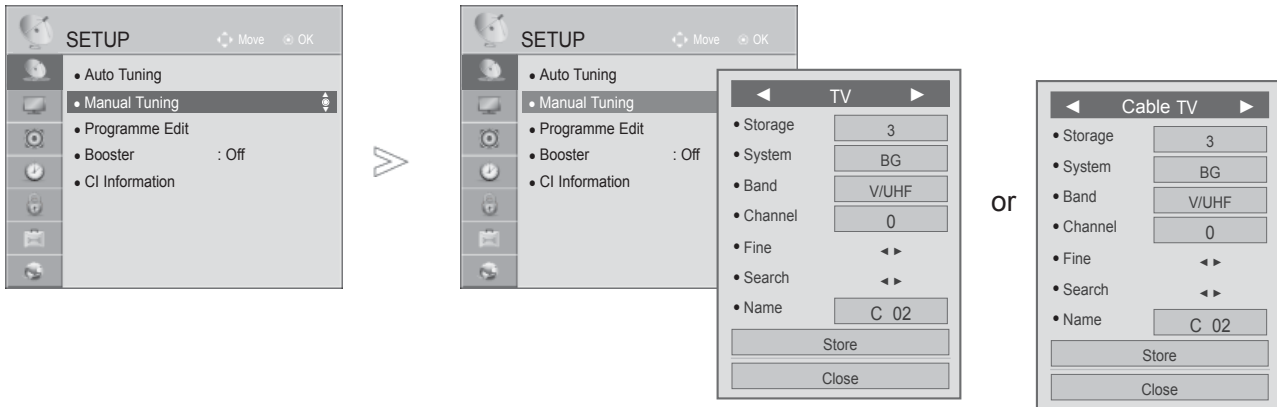 SETUP Move OK
• Auto Tuning
• Manual Tuning
• Programme Edit
• Booster : Off
• CI Information
SETUP Move OK
• Auto Tuning
• Manual Tuning
• Programme Edit
• Booster : Off
• CI Information
◄ TV ►
• Storage 3
• System BG
• Band V/UHF
• Channel 0
• Fine ◄ ►
• Search ◄ ►
• Name C 02
Store
Close
or
◄ Cable TV ►
• Storage 3
• System BG
• Band V/UHF
• Channel 0
• Fine ◄ ►
• Search ◄ ►
• Name C 02
Store
Close